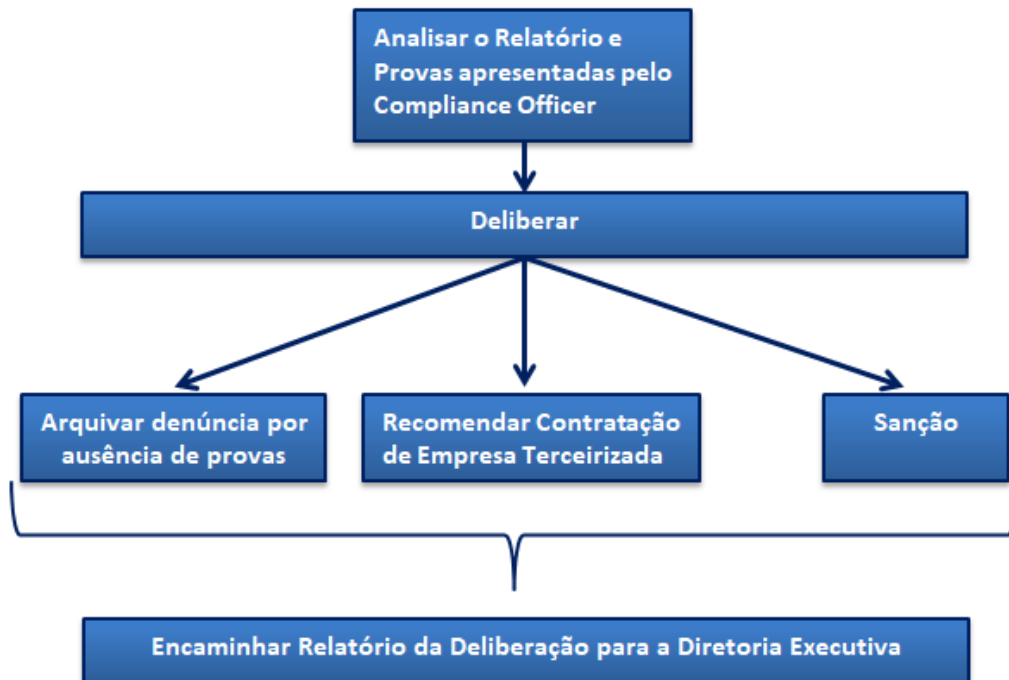 Analisar o Relatório e
Provas apresentadas pelo
Compliance Officer
Deliberar
Arquivar denúncia por
ausência de provas
Recomendar Contratação
de Empresa Terceirizada
Sanção
Encaminhar Relatório da Deliberação para a Diretoria Executiva